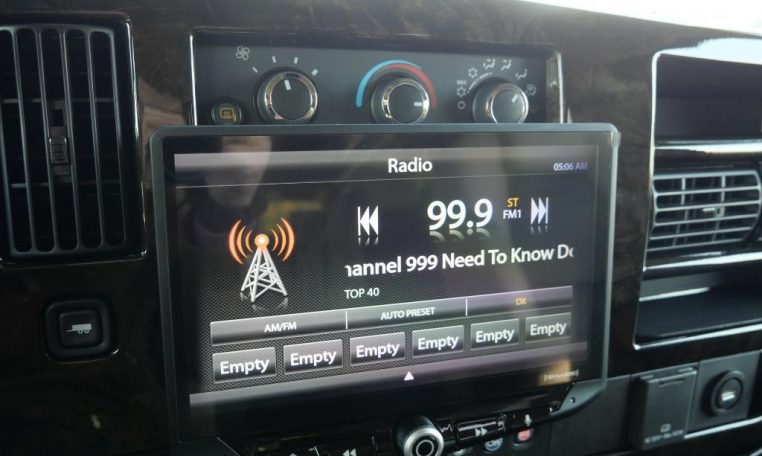 Radio
05:06 AM
99.9
ST
FM1
hannel 999 Need To Know Do
TOP 40
AM/FM
AUTO PRESET
DX
Empty Empty Empty Empty Empty Empty